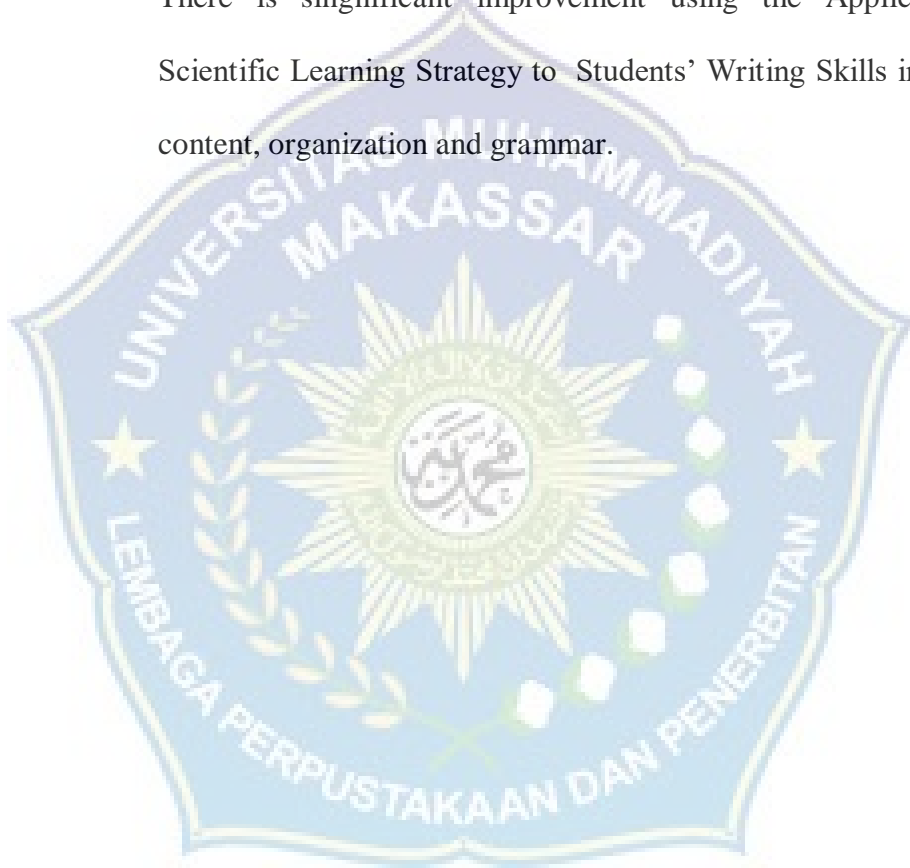 There is singnificant improvement using the Applic
Scientific Learning Strategy to Students’ Writing Skills in
content, organization and grammar.
UNIVERSITAS MUHAMMADIYAH
MAKASSAR
LEMBAGA PERPUSTAKAAN DAN PENERBITAN